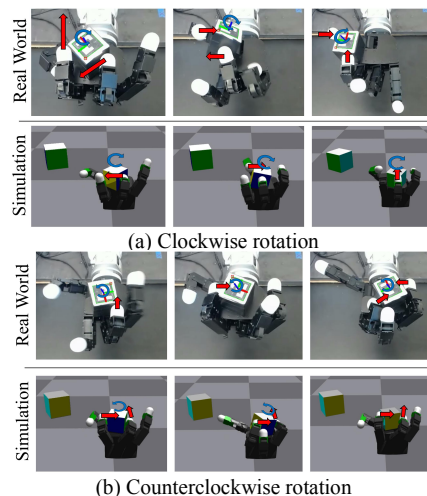 Real World
Simulation
(a) Clockwise rotation
Real World
Simulation
(b) Counterclockwise rotation